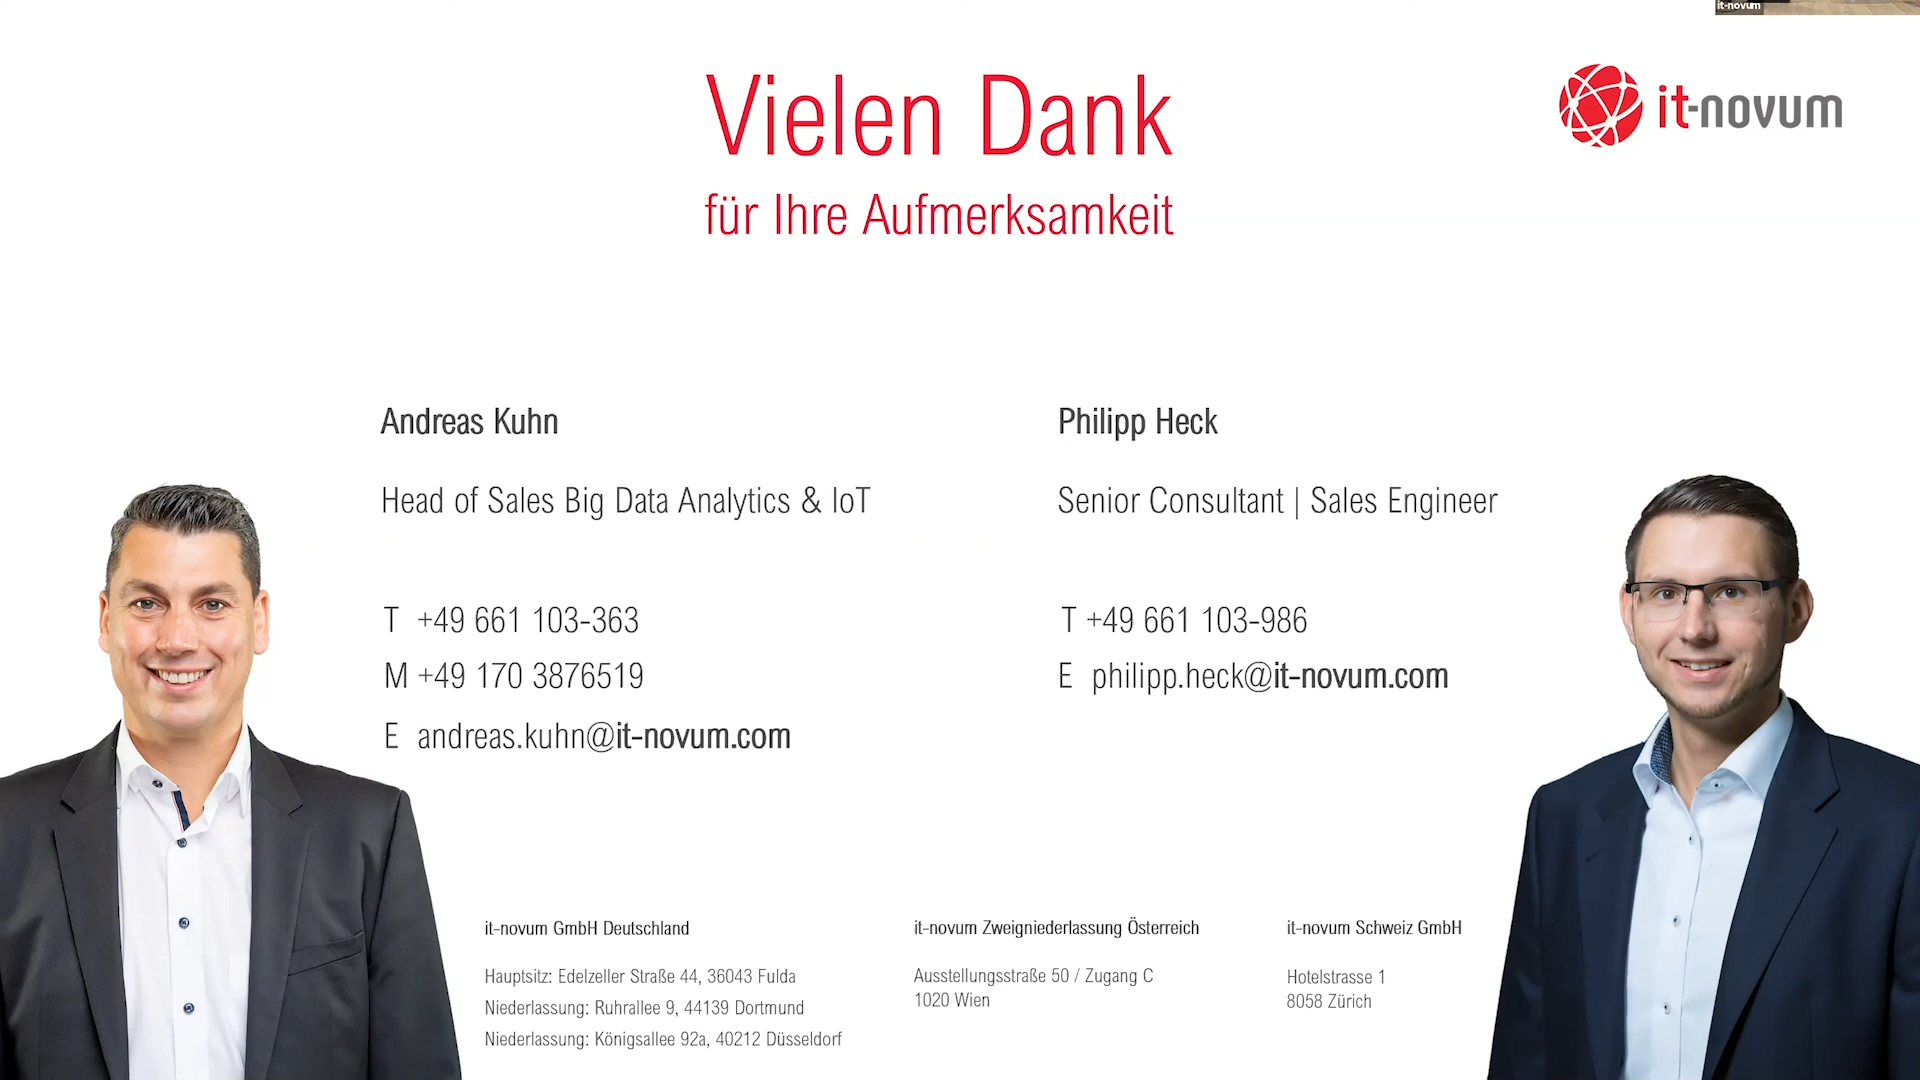 it-novum
Vielen Dank
für Ihre Aufmerksamkeit
it-novum
Andreas Kuhn
Head of Sales Big Data Analytics & IoT
T +49 661 103-363
M +49 170 3876519
E andreas.kuhn@it-novum.com
Philipp Heck
Senior Consultant | Sales Engineer
T +49 661 103-986
E philipp.heck@it-novum.com
it-novum GmbH Deutschland
Hauptsitz: Edelzeller Straße 44, 36043 Fulda
Niederlassung: Ruhrallee 9, 44139 Dortmund
Niederlassung: Königsallee 92a, 40212 Düsseldorf
it-novum Zweigniederlassung Österreich
Ausstellungsstraße 50 / Zugang C
1020 Wien
it-novum Schweiz GmbH
Hotelstrasse 1
8058 Zürich